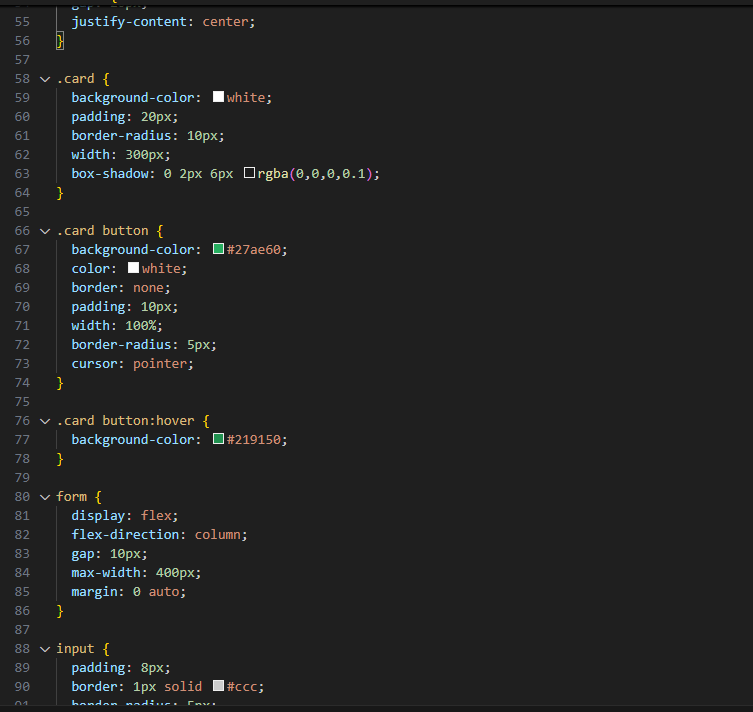 55 justify-content: center;
56 }
57
58 .card {
59 background-color: white;
60 padding: 20px;
61 border-radius: 10px;
62 width: 300px;
63 box-shadow: 0 2px 6px rgba(0,0,0,0.1);
64 }
65
66 .card button {
67 background-color: #27ae60;
68 color: white;
69 border: none;
70 padding: 10px;
71 width: 100%;
72 border-radius: 5px;
73 cursor: pointer;
74 }
75
76 .card button:hover {
77 background-color: #219150;
78 }
79
80 form {
81 display: flex;
82 flex-direction: column;
83 gap: 10px;
84 max-width: 400px;
85 margin: 0 auto;
86 }
87
88 input {
89 padding: 8px;
90 border: 1px solid #ccc;
91 border-radius: 5px;